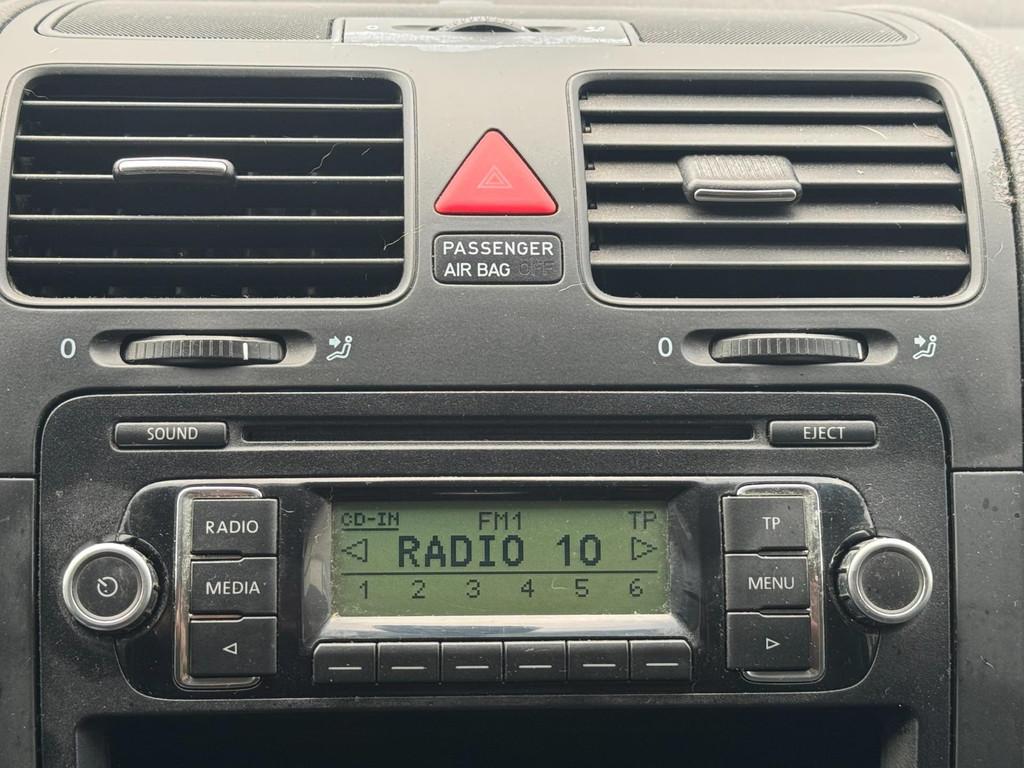 PASSENGER
AIR BAG OFF
0
0
SOUND
EJECT
RADIO
CD-IN FM1 TP
TP
RADIO 10
MEDIA
1 2 3 4 5 6
MENU